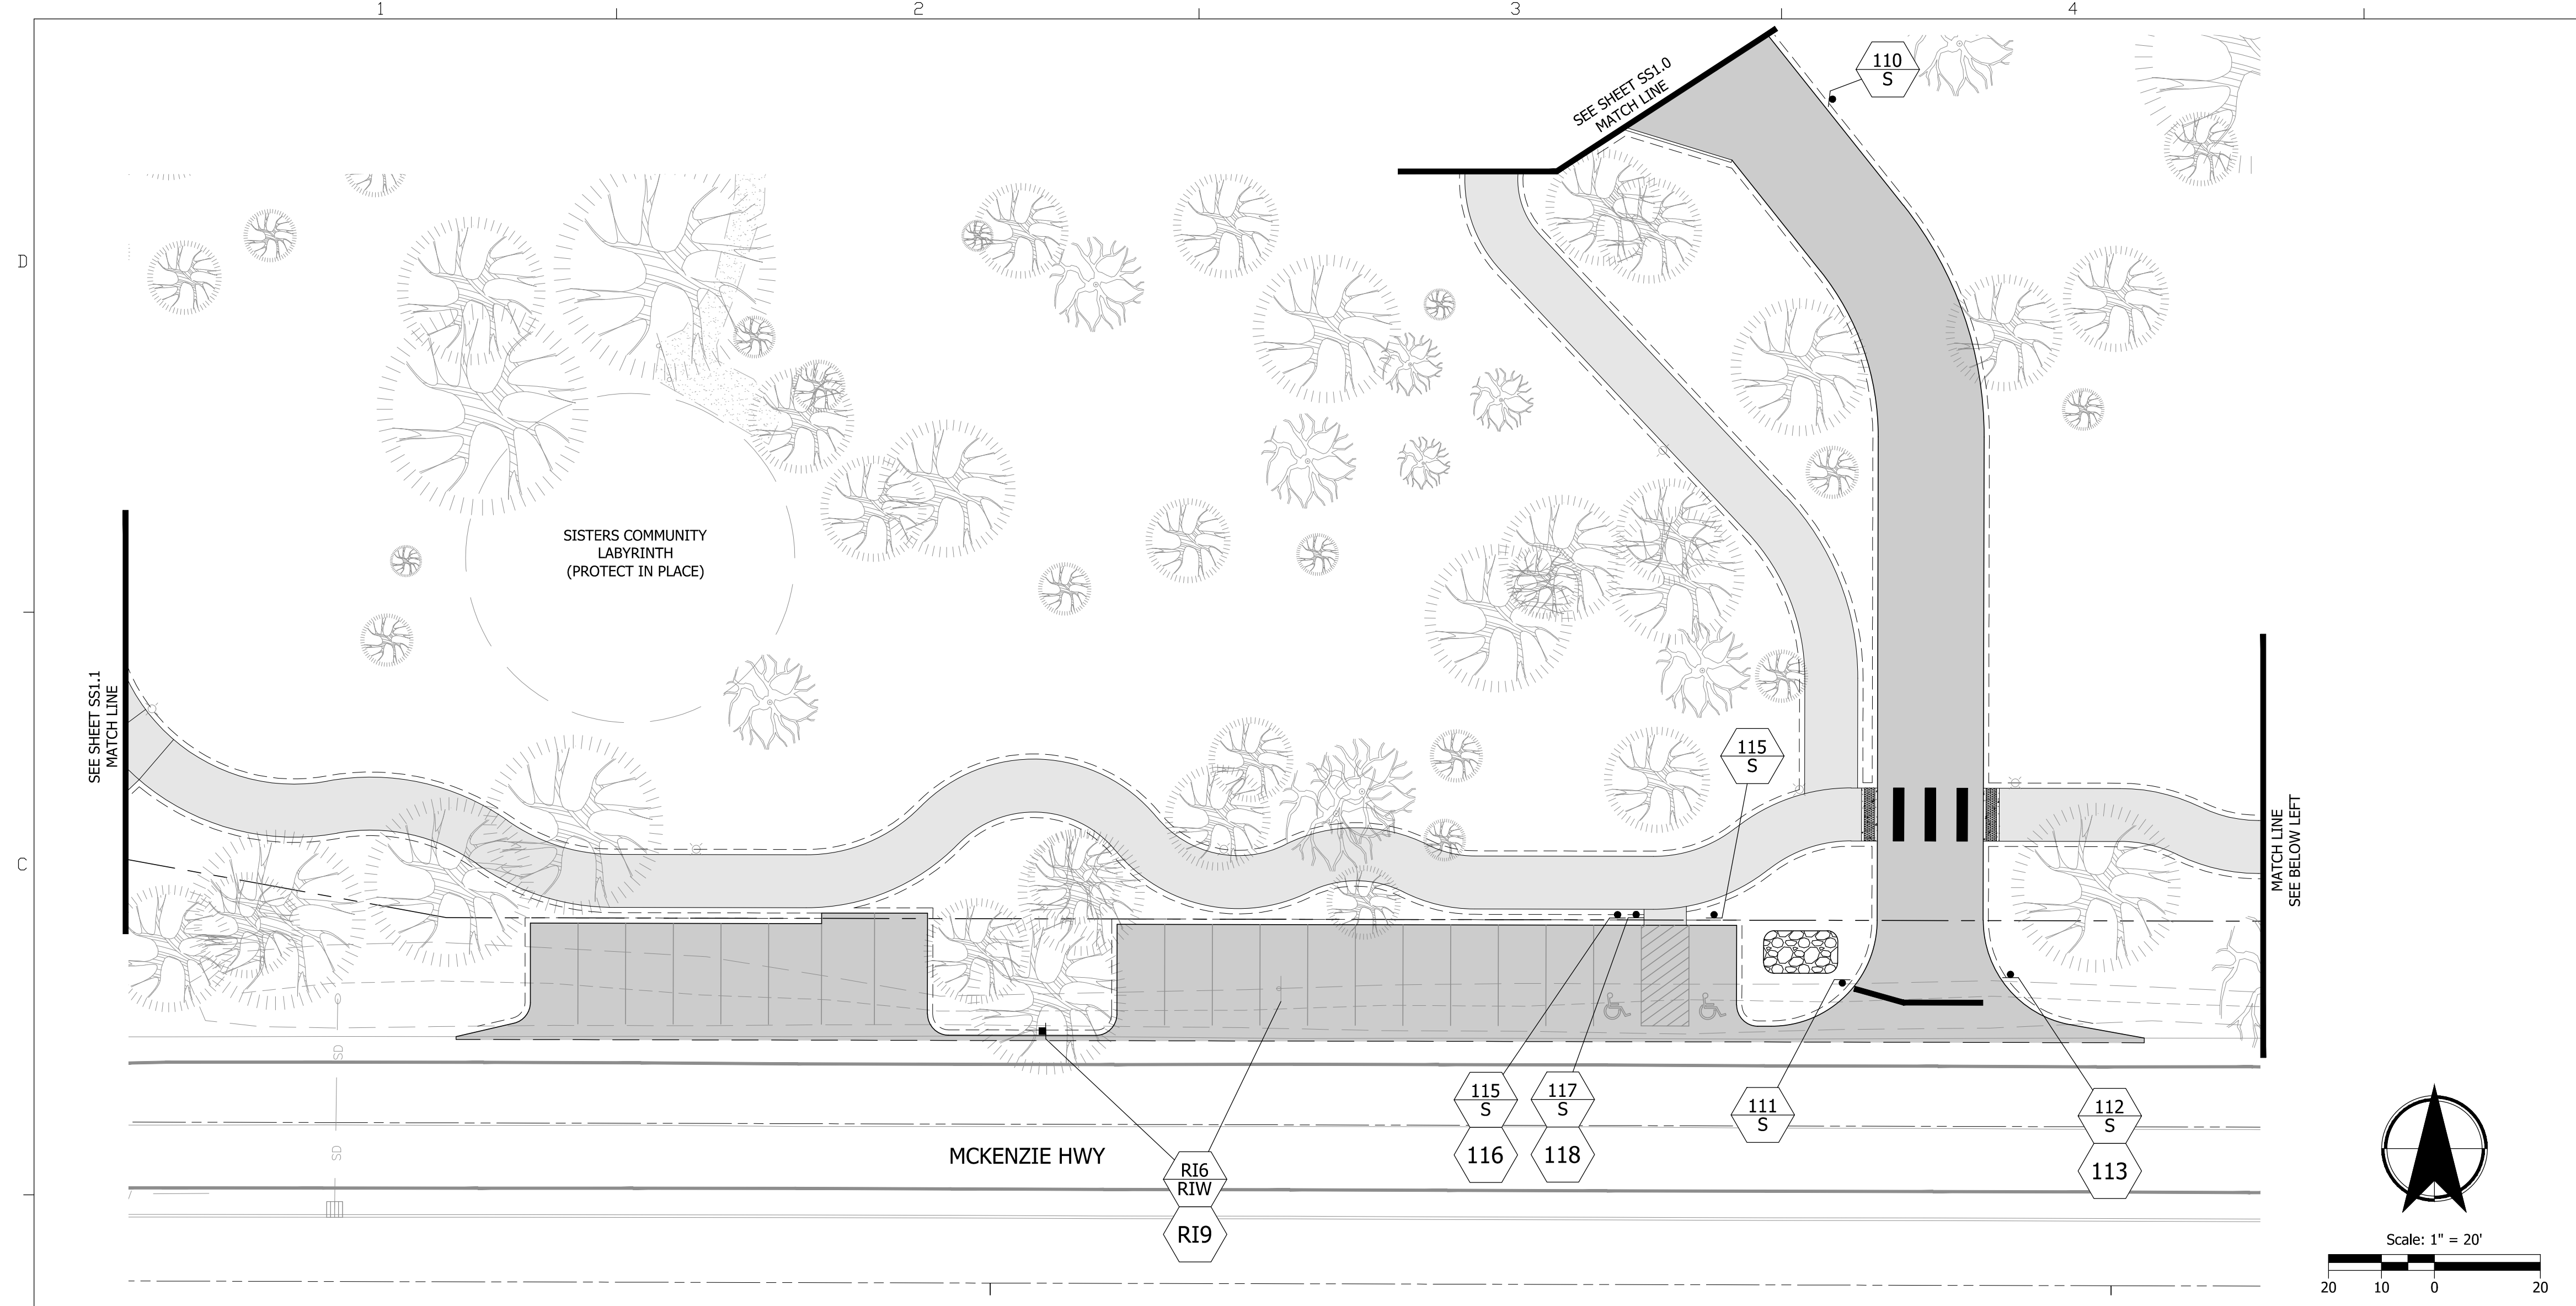 1 2 3 4
110
S
SEE SHEET SS1.0
MATCH LINE
D
SISTERS COMMUNITY
LABYRINTH
(PROTECT IN PLACE)
SEE SHEET SS1.1
MATCH LINE
115
S
MATCH LINE
SEE BELOW LEFT
C
SD
SD
115
S
116
117
S
118
111
S
112
S
113
MCKENZIE HWY
RI6
RIW
RI9
Scale: 1" = 20'
20 10 0 20